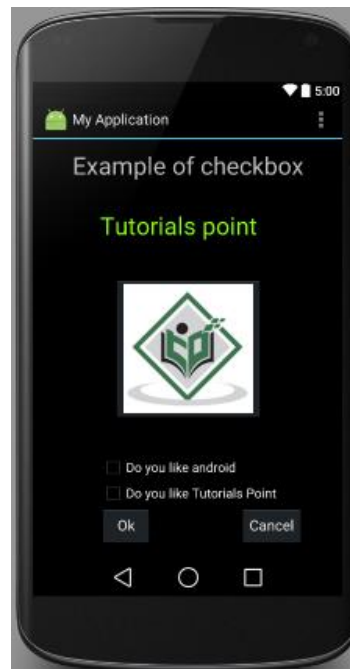 5:00
My Application
Example of checkbox
Tutorials point
Do you like android
Do you like Tutorials Point
Ok Cancel